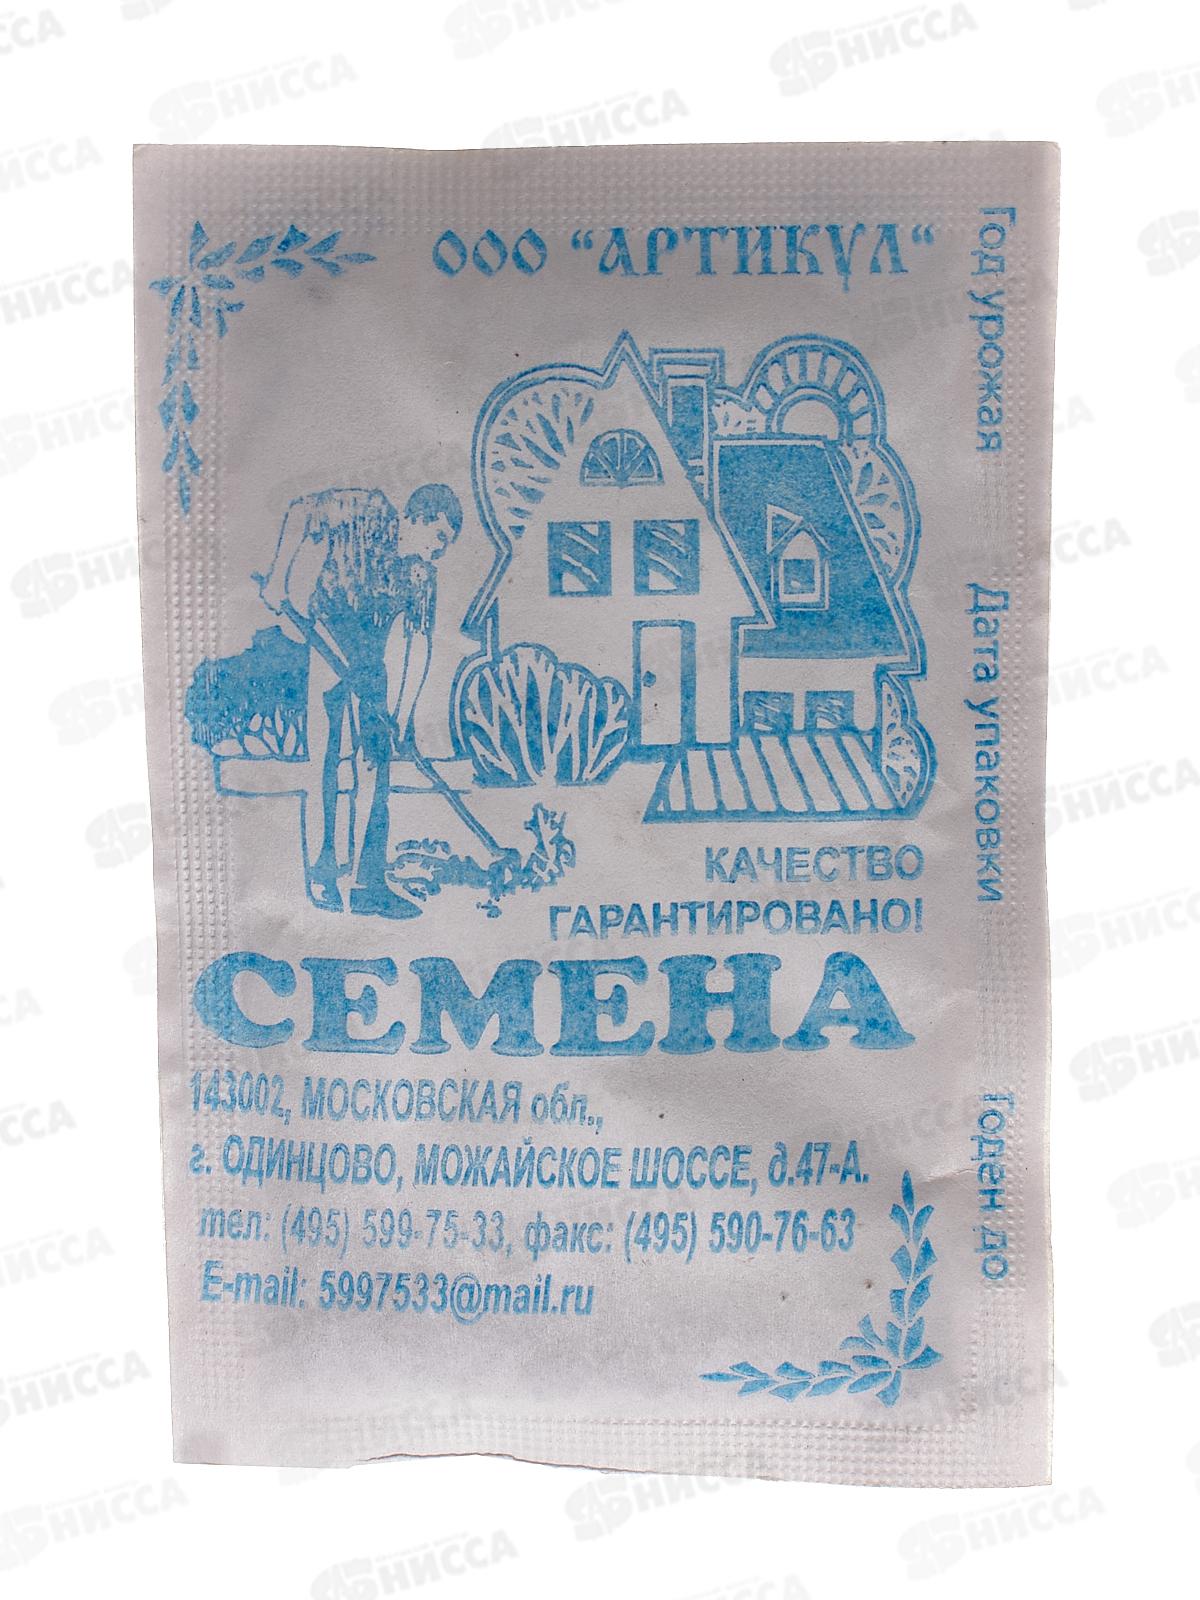 ООО “АРТИКУЛ“
КАЧЕСТВО
ГАРАНТИРОВАНО!
СЕМЕНА
143002, МОСКОВСКАЯ обл.,
г. ОДИНЦОВО, МОЖАЙСКОЕ ШОССЕ, д.47-А.
тел: (495) 599-75-33, факс: (495) 590-76-63
E-mail: 5997533@mail.ru
Год урожая
Дата упаковки
Годен до
НИССА